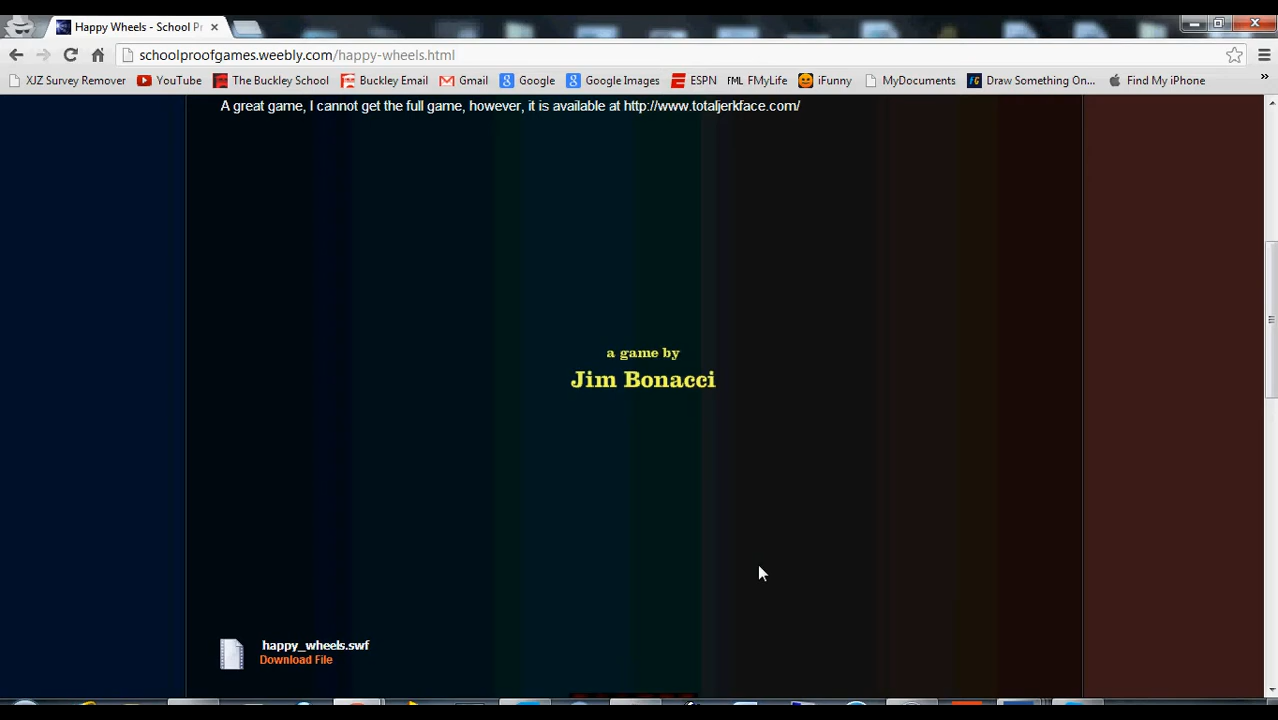 Happy Wheels - School Pr
schoolproofgames.weebly.com/happy-wheels.html
XJZ Survey Remover
YouTube
The Buckley School
Buckley Email
Gmail
Google
Google Images
ESPN
FML FMyLife
iFunny
MyDocuments
Draw Something On...
Find My iPhone
»
A great game, I cannot get the full game, however, it is available at http://www.totaljerkface.com/
a game by
Jim Bonacci
happy_wheels.swf
Download File